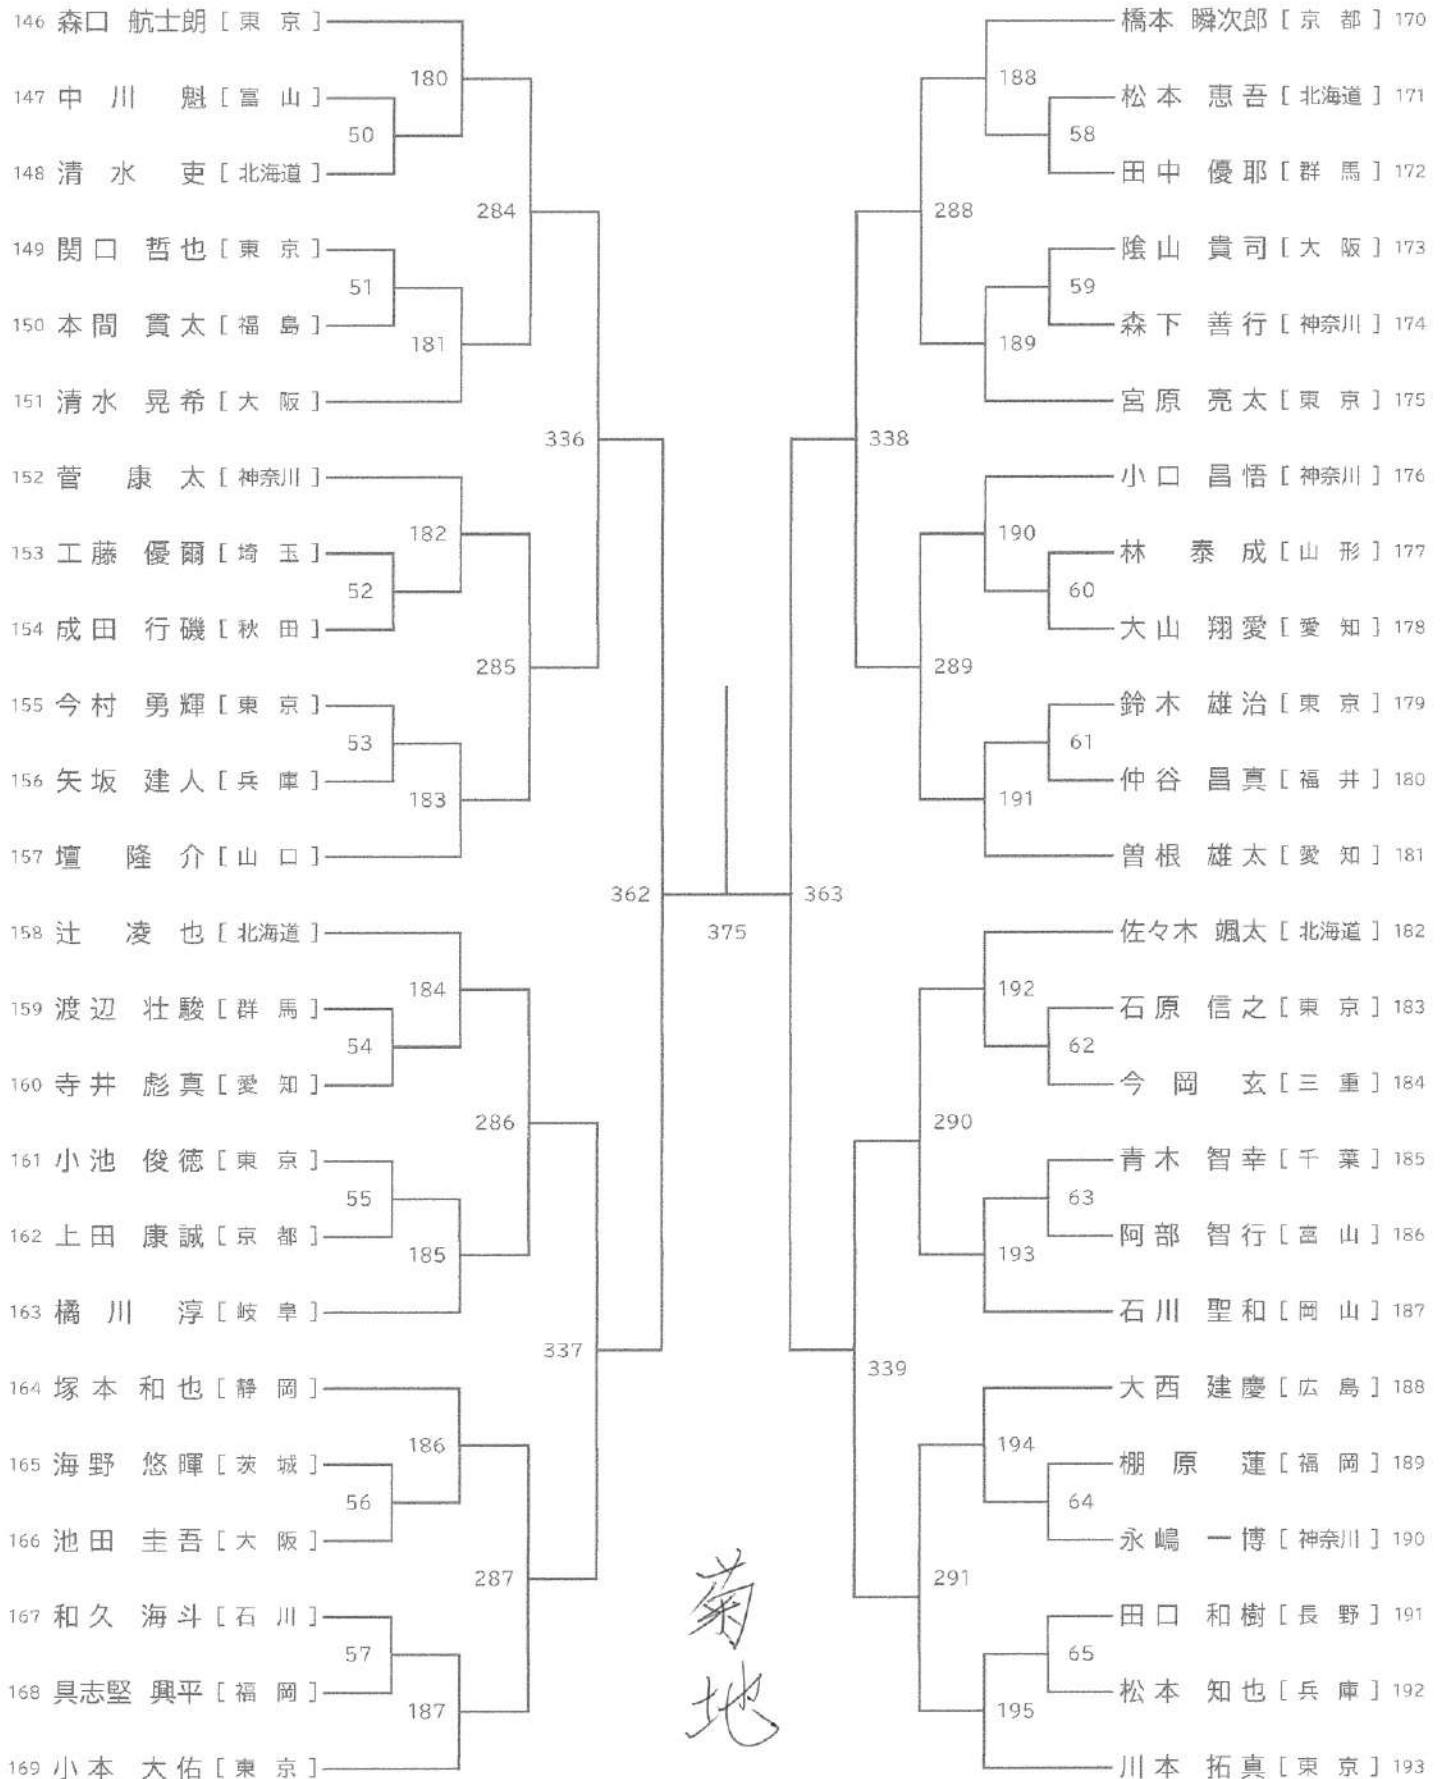 146 森口 航士朗 [ 東 京 ]
180
147 中 川 魁 [ 富 山 ]
50
148 清 水 吏 [ 北海道 ]
284
149 関 口 哲 也 [ 東 京 ]
51
150 本 間 貫 太 [ 福 島 ]
181
151 清 水 晃 希 [ 大 阪 ]
336
152 菅 康 太 [ 神奈川 ]
182
153 工 藤 優 爾 [ 埼 玉 ]
52
154 成 田 行 磯 [ 秋 田 ]
285
155 今 村 勇 輝 [ 東 京 ]
53
156 矢 坂 建 人 [ 兵 庫 ]
183
157 壇 隆 介 [ 山 口 ]
362
158 辻 凌 也 [ 北海道 ]
184
159 渡 辺 壮 駿 [ 群 馬 ]
54
160 寺 井 彪 真 [ 愛 知 ]
286
161 小 池 俊 徳 [ 東 京 ]
55
162 上 田 康 誠 [ 京 都 ]
185
163 橘 川 淳 [ 岐 阜 ]
337
164 塚 本 和 也 [ 静 岡 ]
186
165 海 野 悠 暉 [ 茨 城 ]
56
166 池 田 圭 吾 [ 大 阪 ]
287
167 和 久 海 斗 [ 石 川 ]
57
168 具志堅 興平 [ 福 岡 ]
187
169 小 本 大 佑 [ 東 京 ]
375
菊地
橋本 瞬次郎 [ 京 都 ] 170
188
松 本 恵 吾 [ 北海道 ] 171
58
田 中 優 耶 [ 群 馬 ] 172
288
陰 山 貴 司 [ 大 阪 ] 173
59
森 下 善 行 [ 神奈川 ] 174
189
宮 原 亮 太 [ 東 京 ] 175
338
小 口 昌 悟 [ 神奈川 ] 176
190
林 泰 成 [ 山 形 ] 177
60
大 山 翔 愛 [ 愛 知 ] 178
289
鈴 木 雄 治 [ 東 京 ] 179
61
仲 谷 昌 真 [ 福 井 ] 180
191
曽 根 雄 太 [ 愛 知 ] 181
363
佐々木 颯太 [ 北海道 ] 182
192
石 原 信 之 [ 東 京 ] 183
62
今 岡 玄 [ 三 重 ] 184
290
青 木 智 幸 [ 千 葉 ] 185
63
阿 部 智 行 [ 富 山 ] 186
193
石 川 聖 和 [ 岡 山 ] 187
339
大 西 建 慶 [ 広 島 ] 188
194
棚 原 蓮 [ 福 岡 ] 189
64
永 嶋 一 博 [ 神奈川 ] 190
291
田 口 和 樹 [ 長 野 ] 191
65
松 本 知 也 [ 兵 庫 ] 192
195
川 本 拓 真 [ 東 京 ] 193